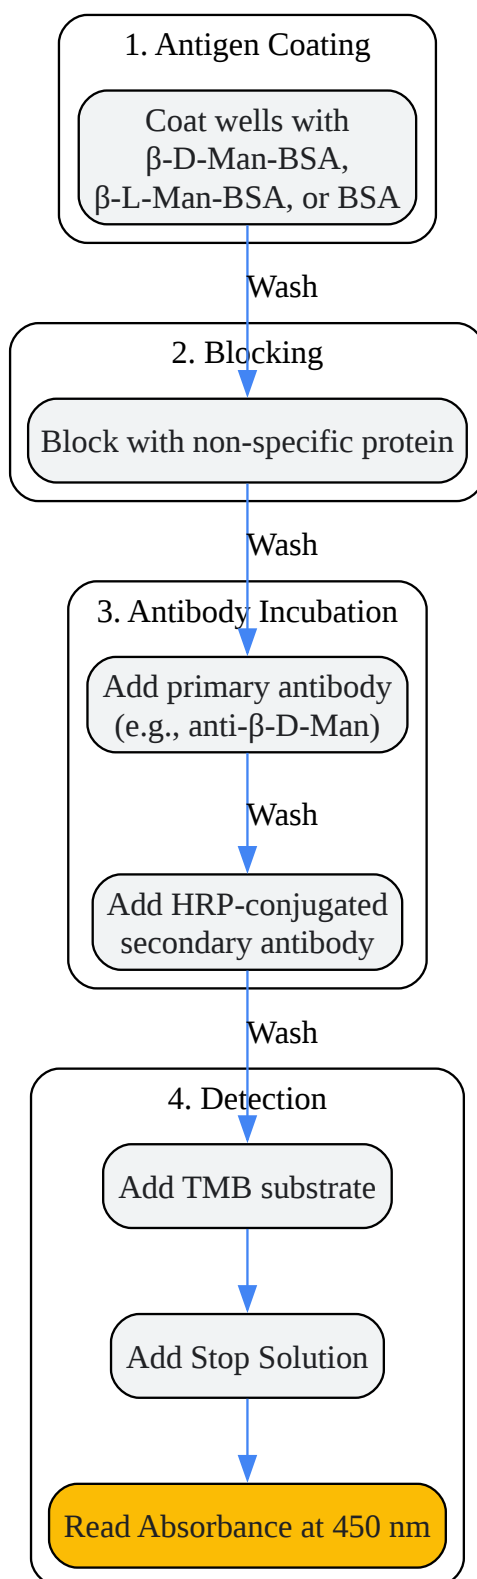 1. Antigen Coating
Coat wells with
β-D-Man-BSA,
β-L-Man-BSA, or BSA
Wash
2. Blocking
Block with non-specific protein
Wash
3. Antibody Incubation
Add primary antibody
(e.g., anti-β-D-Man)
Wash
Add HRP-conjugated
secondary antibody
Wash
4. Detection
Add TMB substrate
Add Stop Solution
Read Absorbance at 450 nm